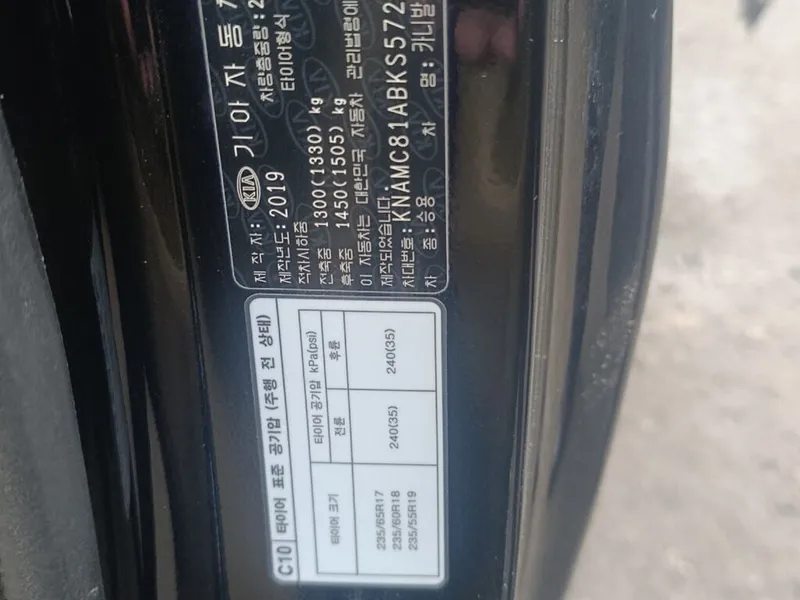 제 작 자: KIA 기 아 자 동
제작년도: 2019 차량총중량: 2
적차시하중 타이어형식
전축중 1300(1330) kg
후축중 1450(1505) kg
이 자동차는 대한민국 자동차 관리법령에
제작되었습니다.
차대번호: KNAMC81ABKS572
차 종: 승용 차 명: 카니발
C10 타이어 표준 공기압 (주행 전 상태)
타이어 크기 타이어 공기압 kPa(psi)
전륜 후륜
235/65R17
235/60R18 240(35) 240(35)
235/55R19